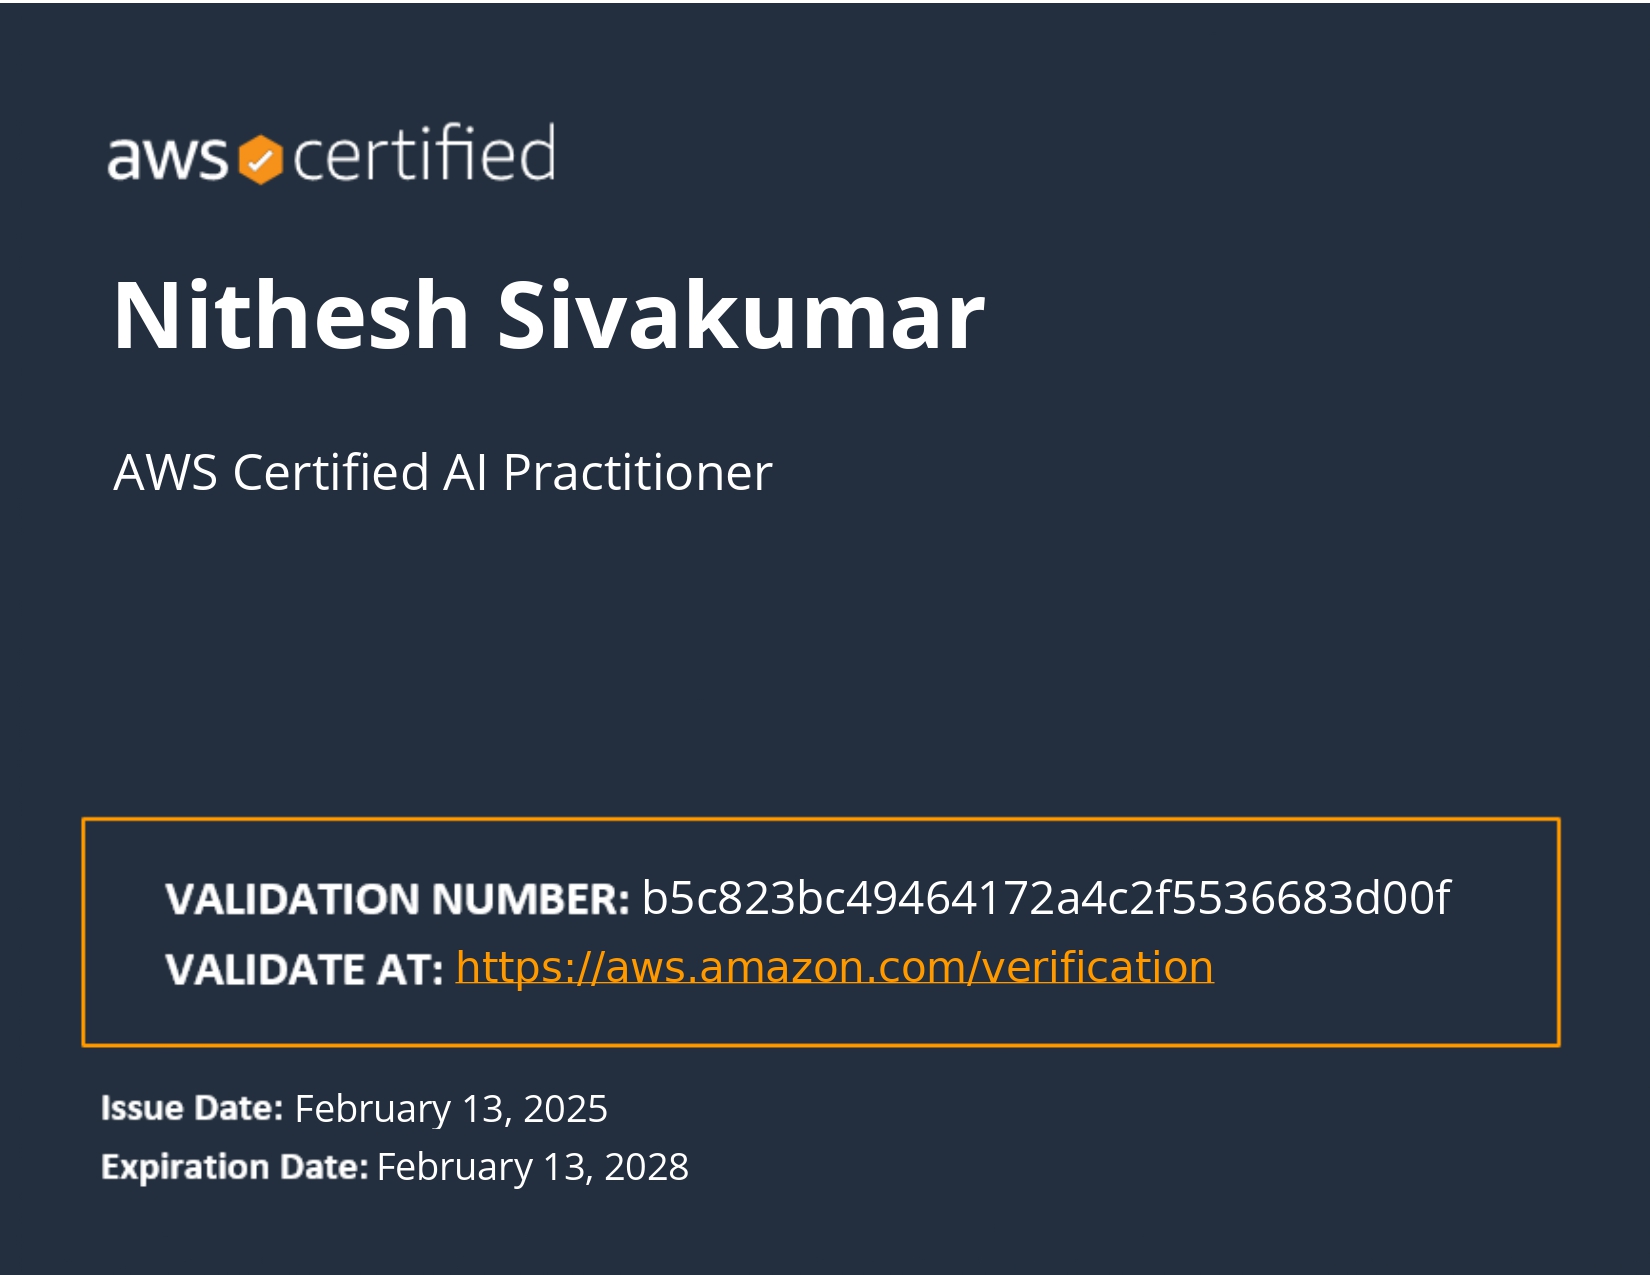 aws certified
Nithesh Sivakumar
AWS Certified AI Practitioner
VALIDATION NUMBER: b5c823bc49464172a4c2f5536683d00f
VALIDATE AT: https://aws.amazon.com/verification
Issue Date: February 13, 2025
Expiration Date: February 13, 2028